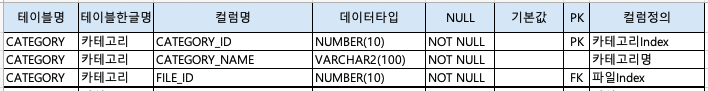 테이블명 테이블한글명 컬럼명 데이터타입 NULL 기본값 PK 컬럼정의
CATEGORY 카테고리 CATEGORY_ID NUMBER(10) NOT NULL PK 카테고리Index
CATEGORY 카테고리 CATEGORY_NAME VARCHAR2(100) NOT NULL 카테고리명
CATEGORY 카테고리 FILE_ID NUMBER(10) NOT NULL FK 파일Index